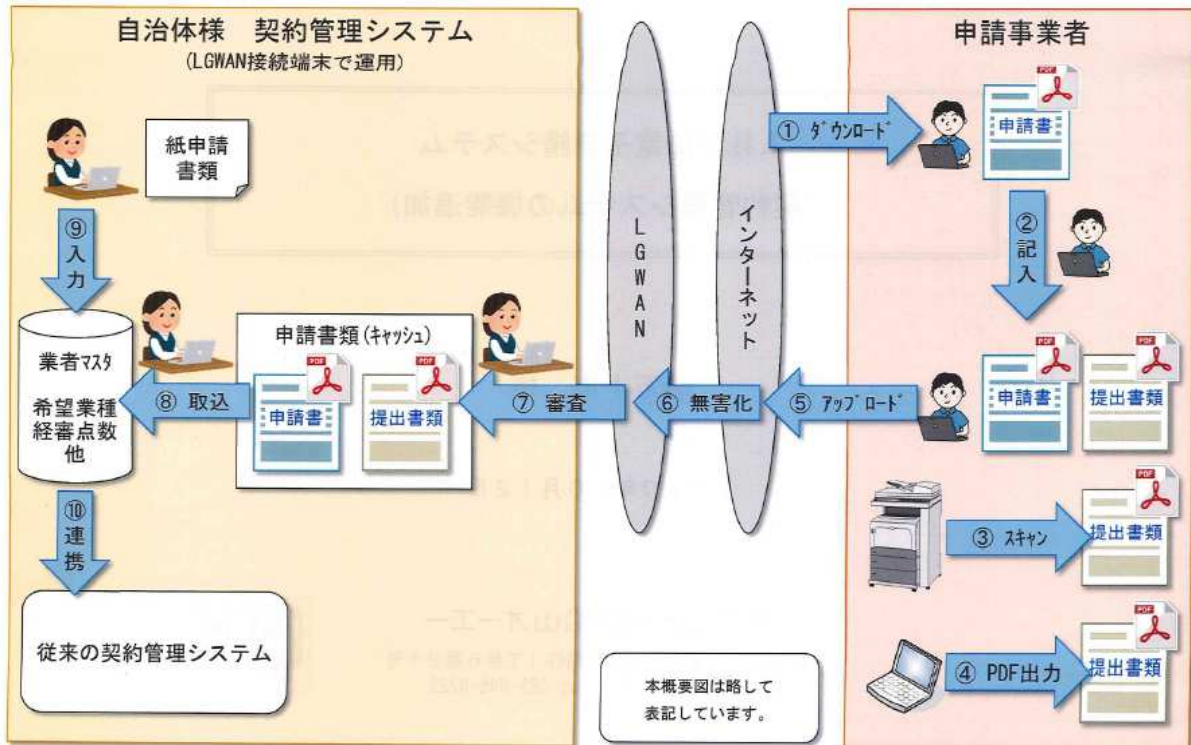 自治体様 契約管理システム
(LGWAN接続端末で運用)
紙申請
書類
⑨入力
業者マスタ
希望業種
経審点数
他
⑧ 取込
申請書類(キャッシュ)
PDF
申請書
PDF
提出書類
⑦ 審査
⑩連携
従来の契約管理システム
LGWAN
インターネット
⑥ 無害化
⑤ アップロード
本概要図は略して
表記しています。
申請事業者
① ダウンロード
PDF
申請書
②記入
PDF
申請書
PDF
提出書類
③ スキャン
PDF
提出書類
④ PDF出力
PDF
提出書類